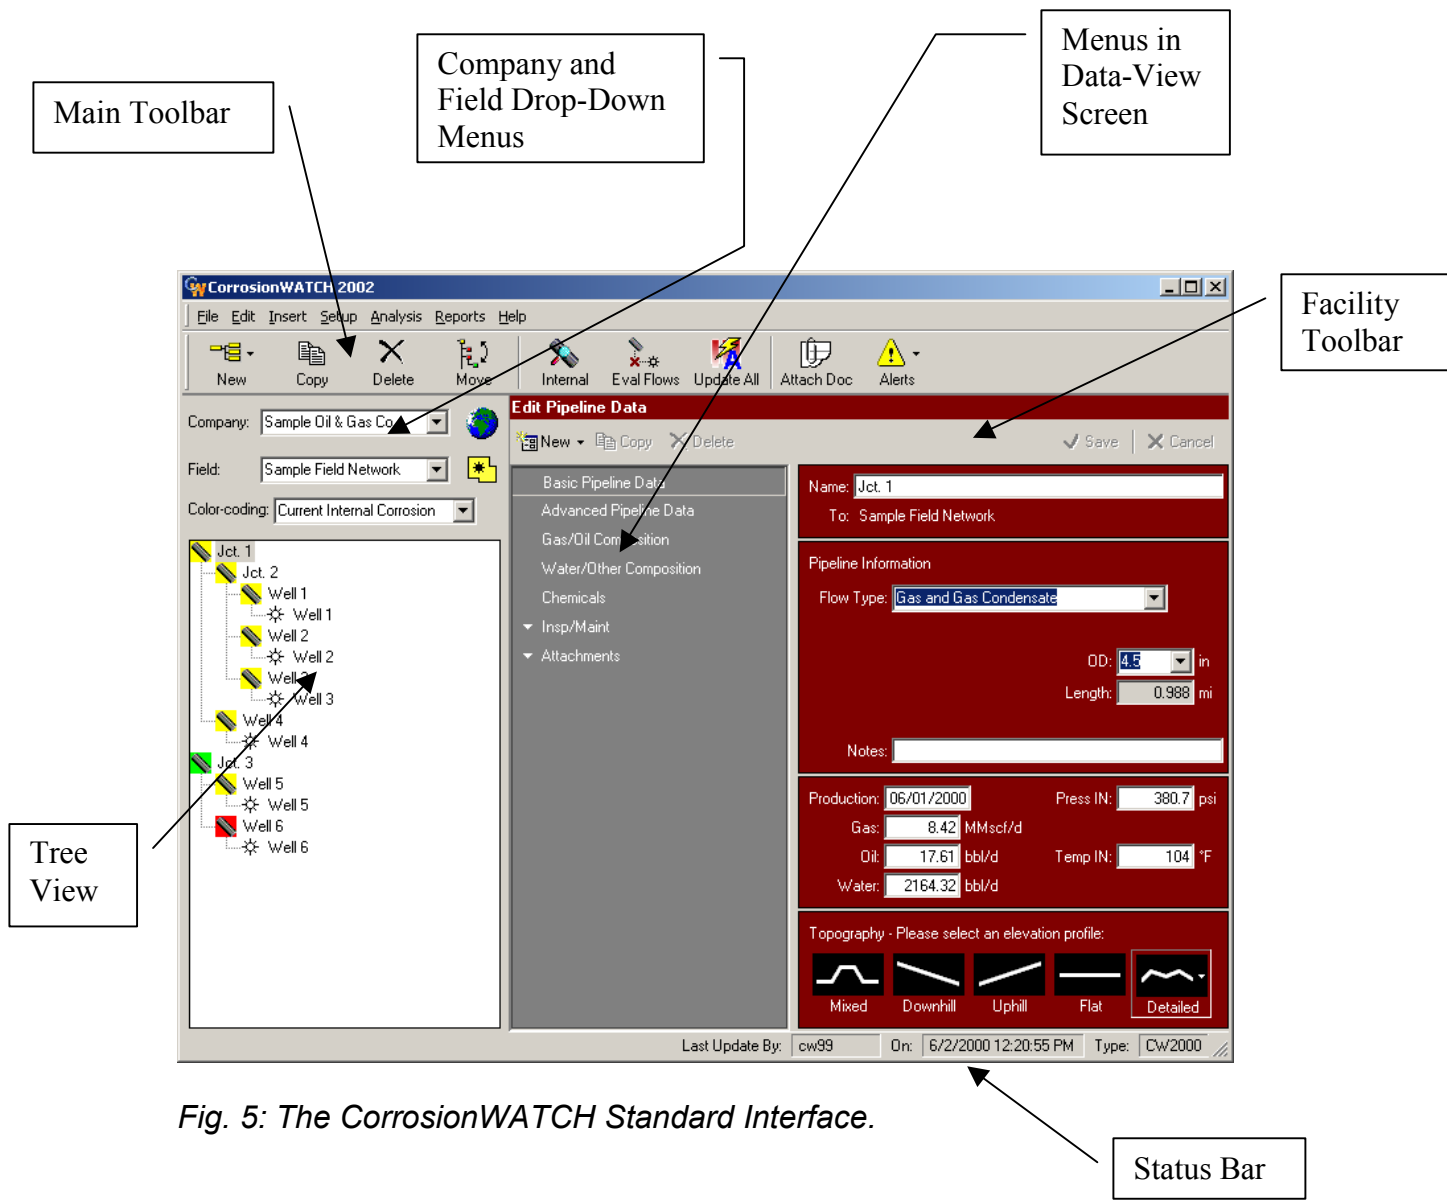 Main Toolbar
Company and
Field Drop-Down
Menus
Menus in
Data-View
Screen
Facility
Toolbar
CorrosionWATCH 2002
File Edit Insert Setup Analysis Reports Help
New Copy Delete Move Internal Eval Flows Update All Attach Doc Alerts
Company: Sample Oil & Gas Co.
Field: Sample Field Network
Color-coding: Current Internal Corrosion
Jct. 1
Jct. 2
Well 1
Well 1
Well 2
Well 2
Well 3
Well 3
Well 4
Well 4
Jct. 3
Well 5
Well 5
Well 6
Well 6
Tree
View
Edit Pipeline Data
New Copy Delete Save Cancel
Basic Pipeline Data
Advanced Pipeline Data
Gas/Oil Composition
Water/Other Composition
Chemicals
Insp/Maint
Attachments
Name: Jct. 1
To: Sample Field Network
Pipeline Information
Flow Type: Gas and Gas Condensate
OD: 4.5 in
Length: 0.988 mi
Notes:
Production: 06/01/2000 Press IN: 380.7 psi
Gas: 8.42 MMscf/d
Oil: 17.61 bbl/d Temp IN: 104 °F
Water: 2164.32 bbl/d
Topography - Please select an elevation profile:
Mixed Downhill Uphill Flat Detailed
Last Update By: cw99 On: 6/2/2000 12:20:55 PM Type: CW2000
Fig. 5: The CorrosionWATCH Standard Interface.
Status Bar